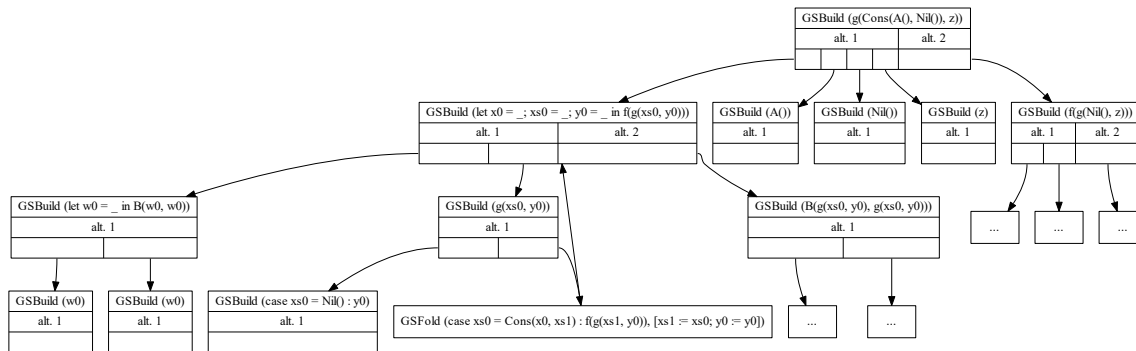 GSBuild (g(Cons(A(), Nil()), z))
alt. 1
alt. 2
GSBuild (let x0 = _; xs0 = _; y0 = _ in f(g(xs0, y0)))
alt. 1
alt. 2
GSBuild (A())
alt. 1
GSBuild (Nil())
alt. 1
GSBuild (z)
alt. 1
GSBuild (f(g(Nil(), z)))
alt. 1
alt. 2
GSBuild (let w0 = _ in B(w0, w0))
alt. 1
GSBuild (g(xs0, y0))
alt. 1
GSBuild (B(g(xs0, y0), g(xs0, y0)))
alt. 1
...
...
...
GSBuild (w0)
alt. 1
GSBuild (w0)
alt. 1
GSBuild (case xs0 = Nil() : y0)
alt. 1
GSFold (case xs0 = Cons(x0, xs1) : f(g(xs1, y0)), [xs1 := xs0; y0 := y0])
...
...